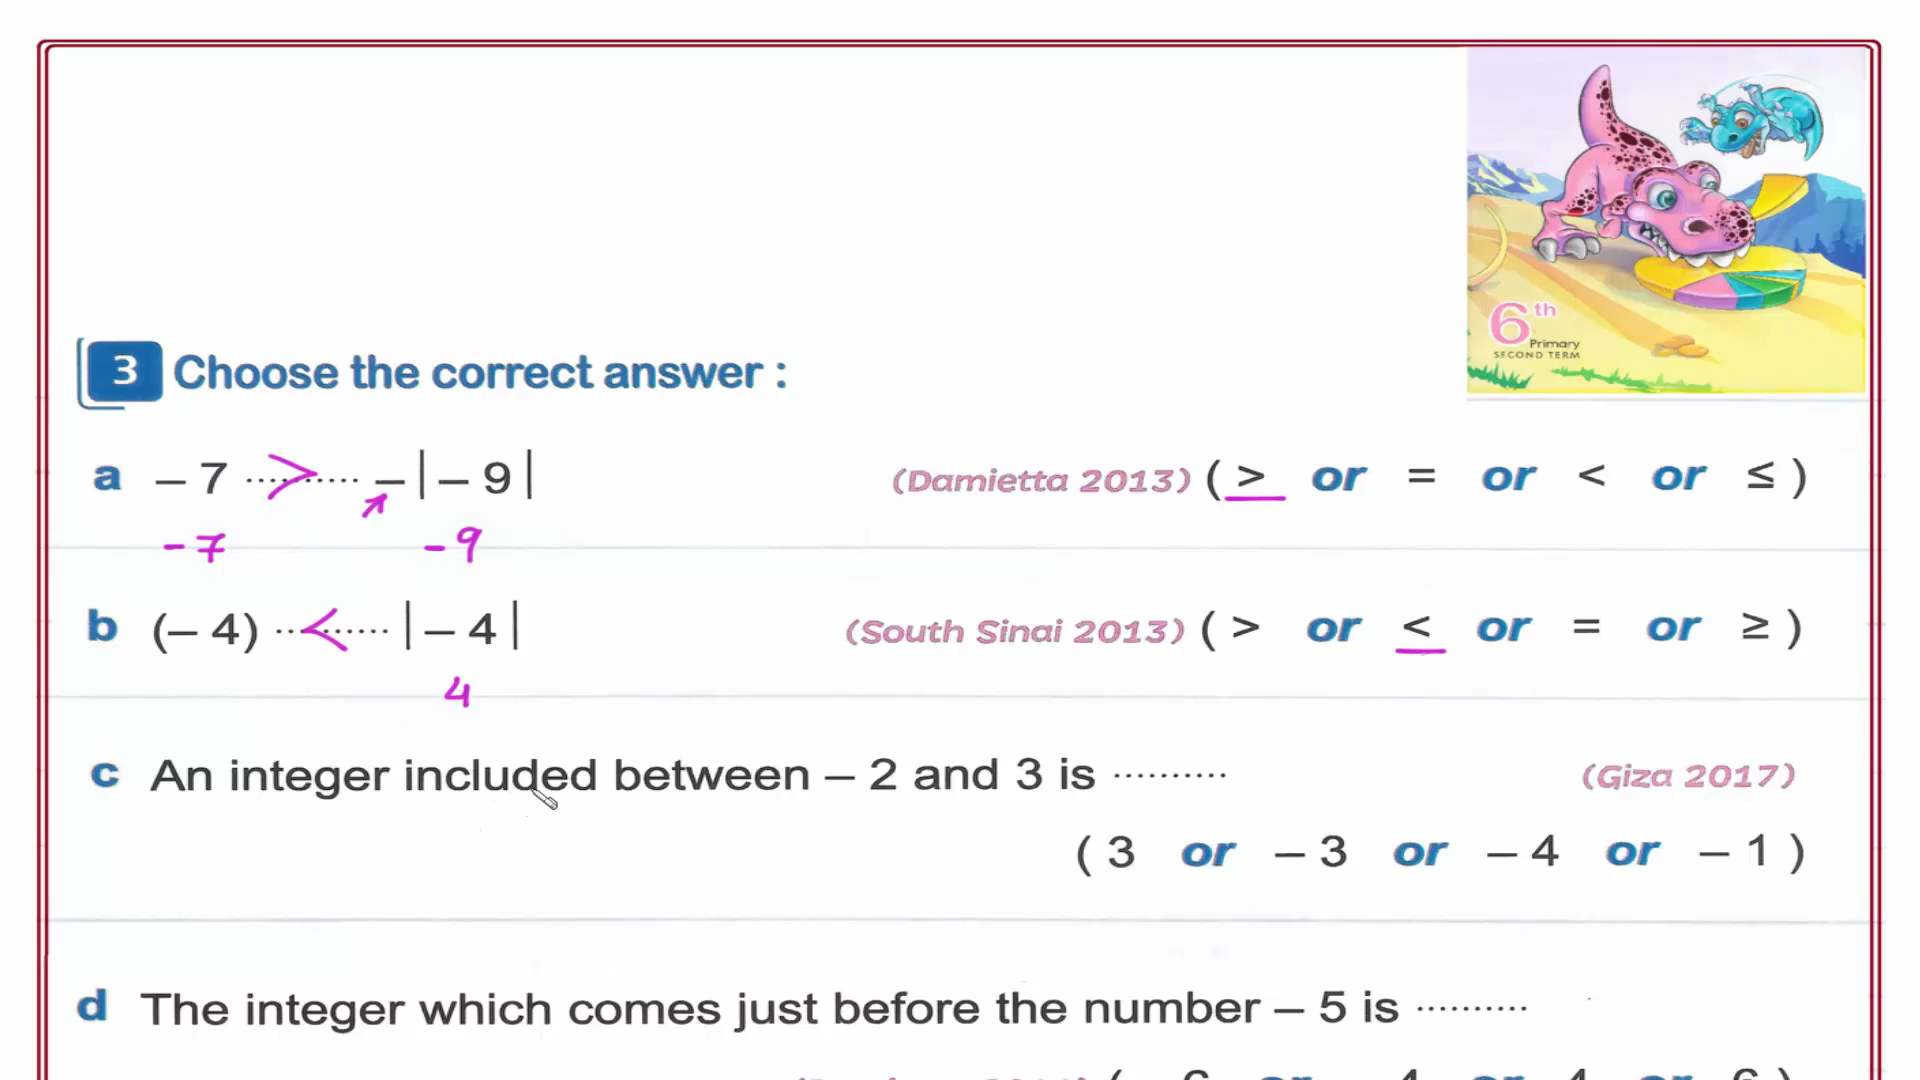 6th
Primary
SECOND TERM
3 Choose the correct answer :
a – 7 ....>.... – | – 9 | (Damietta 2013) ( > or = or < or ≤ )
- 7 - 9
b (– 4) ....<.... | – 4 | (South Sinai 2013) ( > or < or = or ≥ )
4
c An integer included between – 2 and 3 is .......... (Giza 2017)
( 3 or – 3 or – 4 or – 1 )
d The integer which comes just before the number – 5 is ..........